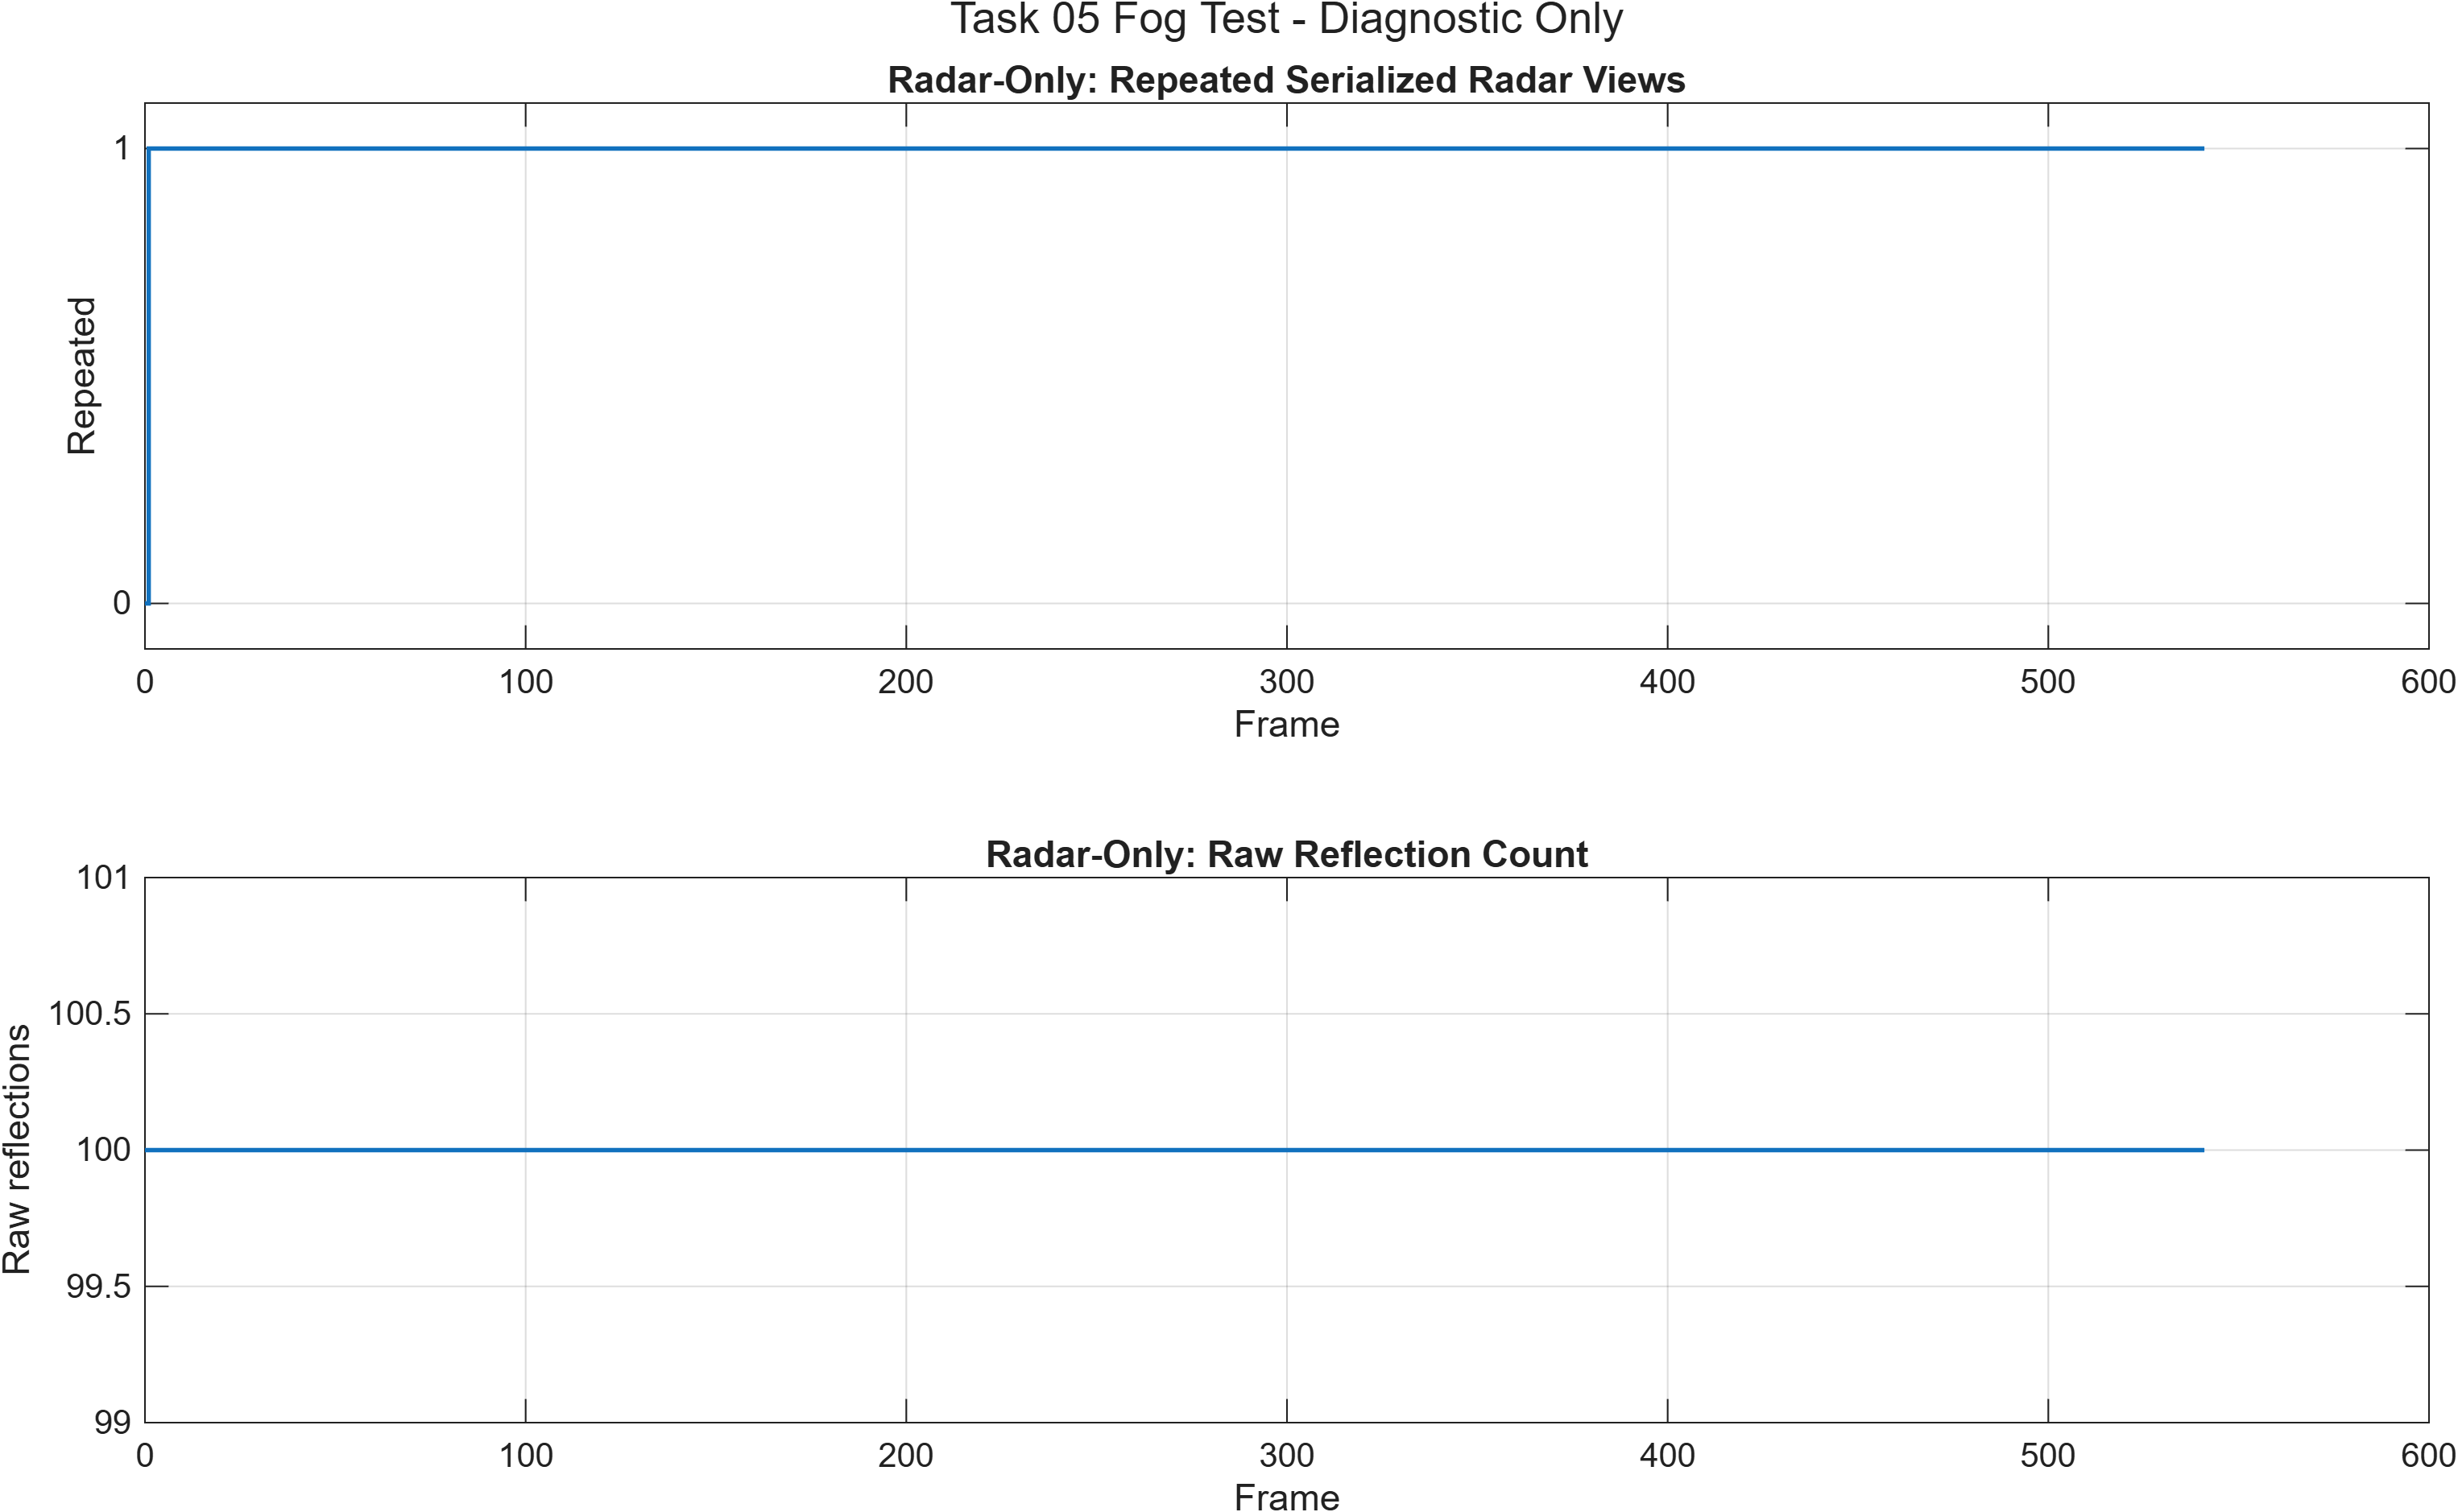 Task 05 Fog Test - Diagnostic Only
Radar-Only: Repeated Serialized Radar Views
Repeated
1
0
0 100 200 300 400 500 600
Frame
Radar-Only: Raw Reflection Count
Raw reflections
101
100.5
100
99.5
99
0 100 200 300 400 500 600
Frame